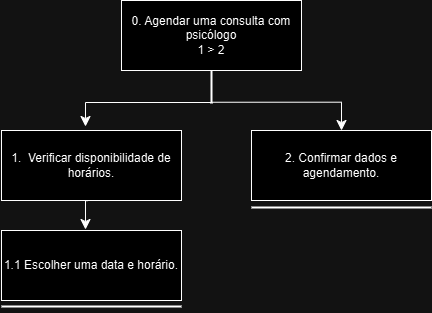 0. Agendar uma consulta com
psicólogo
1 > 2
1. Verificar disponibilidade de
horários.
2. Confirmar dados e
agendamento.
1.1 Escolher uma data e horário.